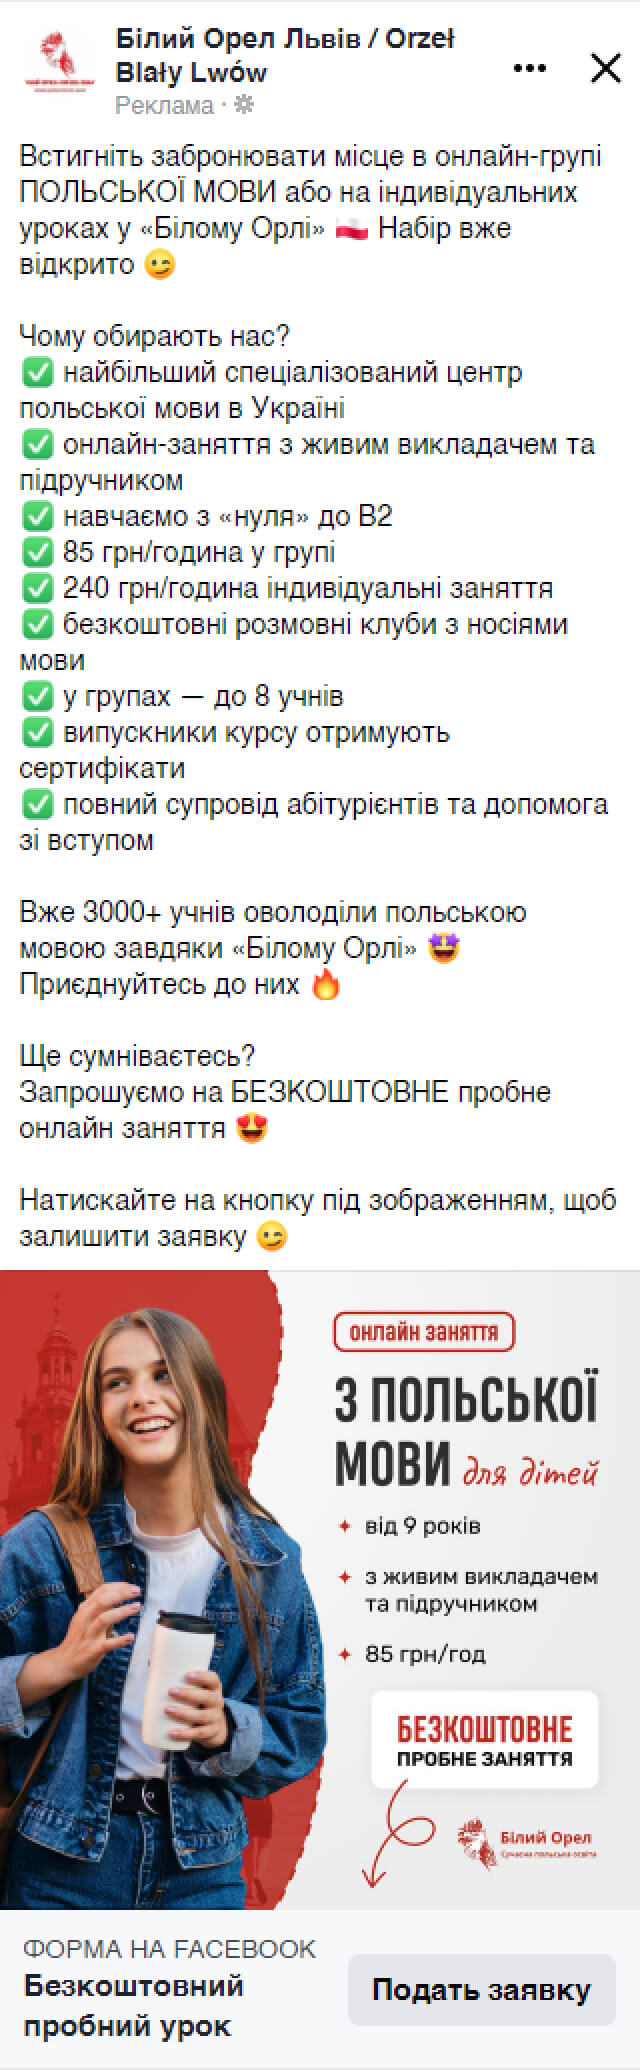 Білий Орел Львів / Orzeł
Blały Lwów
Реклама ·
Встигніть забронювати місце в онлайн-групі
ПОЛЬСЬКОЇ МОВИ або на індивідуальних
уроках у «Білому Орлі» 🇵🇱 Набір вже
відкрито 😉
Чому обирають нас?
✅ найбільший спеціалізований центр
польської мови в Україні
✅ онлайн-заняття з живим викладачем та
підручником
✅ навчаємо з «нуля» до В2
✅ 85 грн/година у групі
✅ 240 грн/година індивідуальні заняття
✅ безкоштовні розмовні клуби з носіями
мови
✅ у групах — до 8 учнів
✅ випускники курсу отримують
сертифікати
✅ повний супровід абітурієнтів та допомога
зі вступом
Вже 3000+ учнів оволоділи польською
мовою завдяки «Білому Орлі» 🤩
Приєднуйтесь до них 🔥
Ще сумніваєтесь?
Запрошуємо на БЕЗКОШТОВНЕ пробне
онлайн заняття 😍
Натискайте на кнопку під зображенням, щоб
залишити заявку 😉
онлайн заняття
З ПОЛЬСЬКОЇ
МОВИ для дітей
від 9 років
з живим викладачем
та підручником
85 грн/год
БЕЗКОШТОВНЕ
ПРОБНЕ ЗАНЯТТЯ
Білий Орел
Сучасна польська освіта
ФОРМА НА FACEBOOK
Безкоштовний
пробний урок
Подать заявку